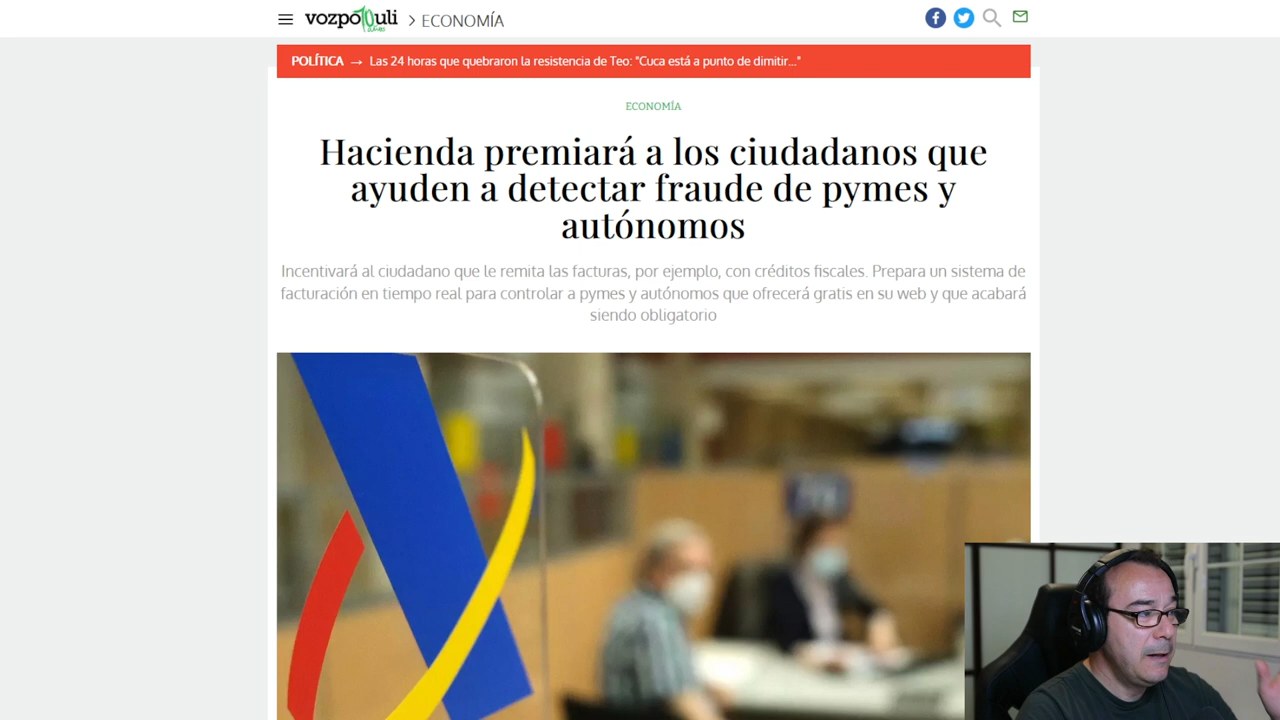 vozpópuli
años
ECONOMÍA
POLÍTICA → Las 24 horas que quebraron la resistencia de Teo: "Cuca está a punto de dimitir..."
ECONOMÍA
Hacienda premiará a los ciudadanos que
ayuden a detectar fraude de pymes y
autónomos
Incentivará al ciudadano que le remita las facturas, por ejemplo, con créditos fiscales. Prepara un sistema de
facturación en tiempo real para controlar a pymes y autónomos que ofrecerá gratis en su web y que acabará
siendo obligatorio